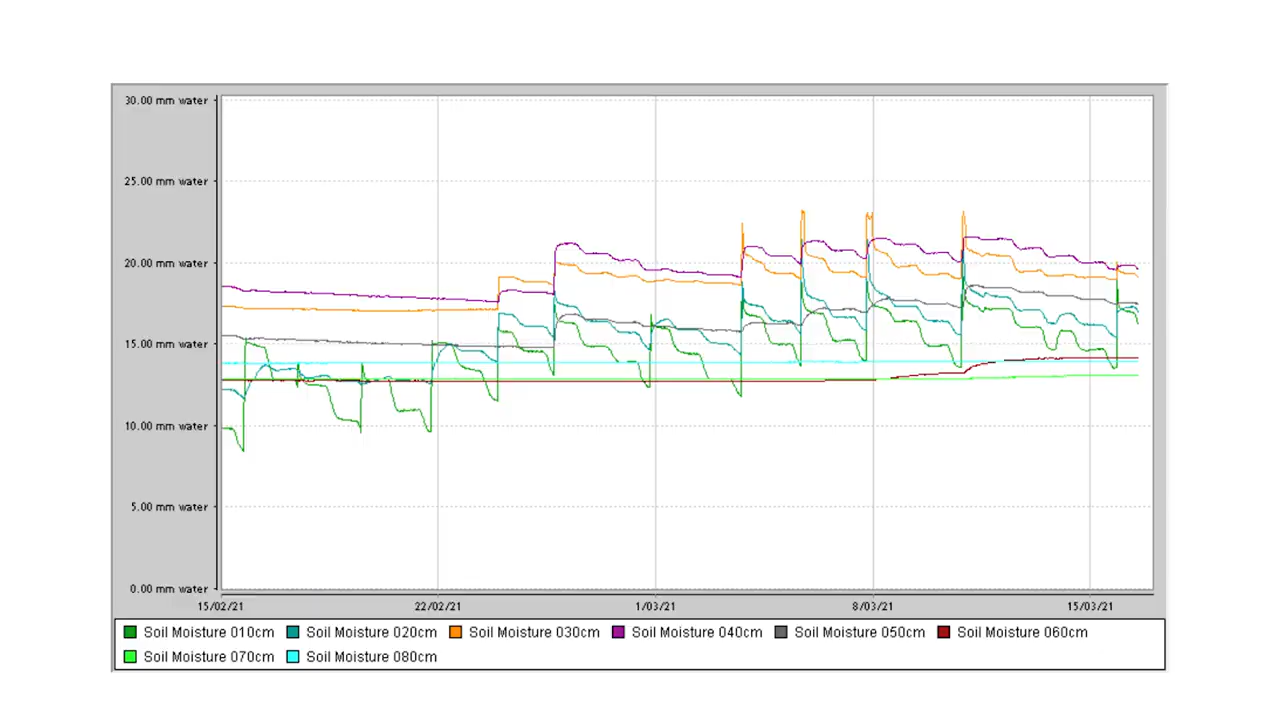 30.00 mm water
25.00 mm water
20.00 mm water
15.00 mm water
10.00 mm water
5.00 mm water
0.00 mm water
15/02/21 22/02/21 1/03/21 8/03/21 15/03/21
Soil Moisture 010cm Soil Moisture 020cm Soil Moisture 030cm Soil Moisture 040cm Soil Moisture 050cm Soil Moisture 060cm
Soil Moisture 070cm Soil Moisture 080cm